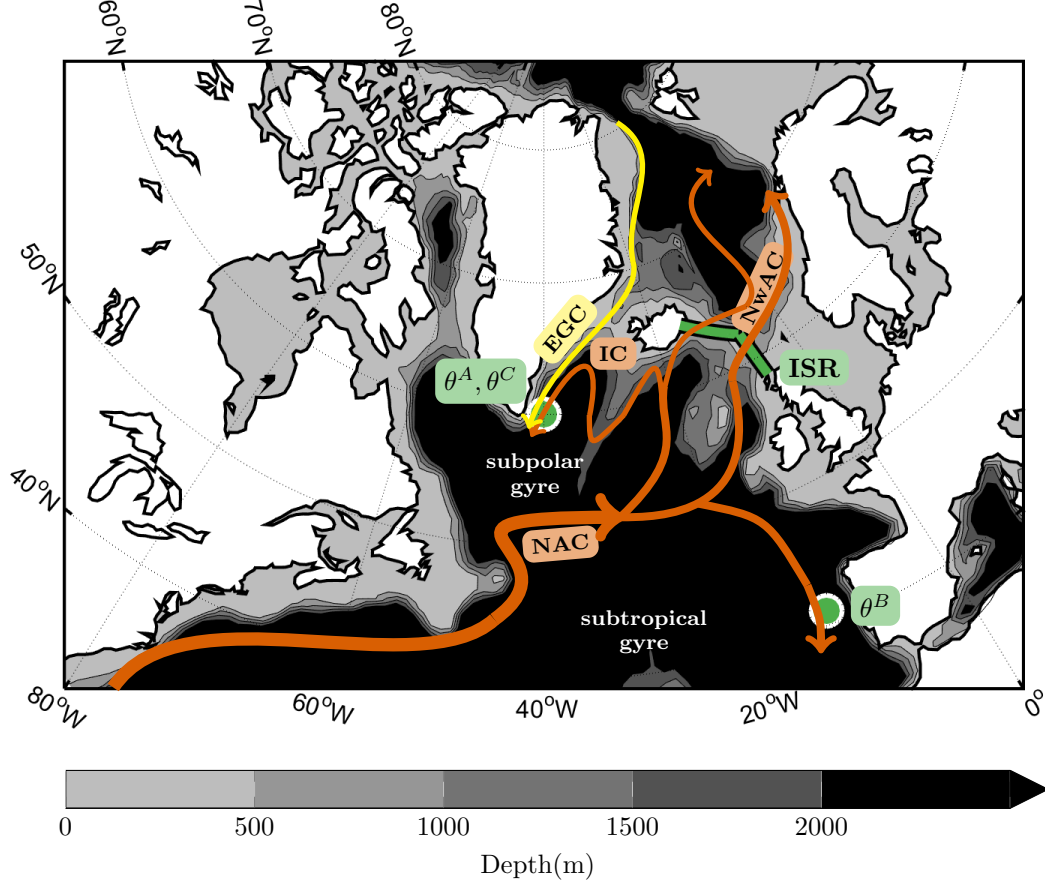 60°N
70°N
80°N
50°N
40°N
NwAC
EGC
IC
ISR
θ^A, θ^C
subpolar
gyre
NAC
θ^B
subtropical
gyre
80°W
60°W
40°W
20°W
0°
0
500
1000
1500
2000
Depth(m)